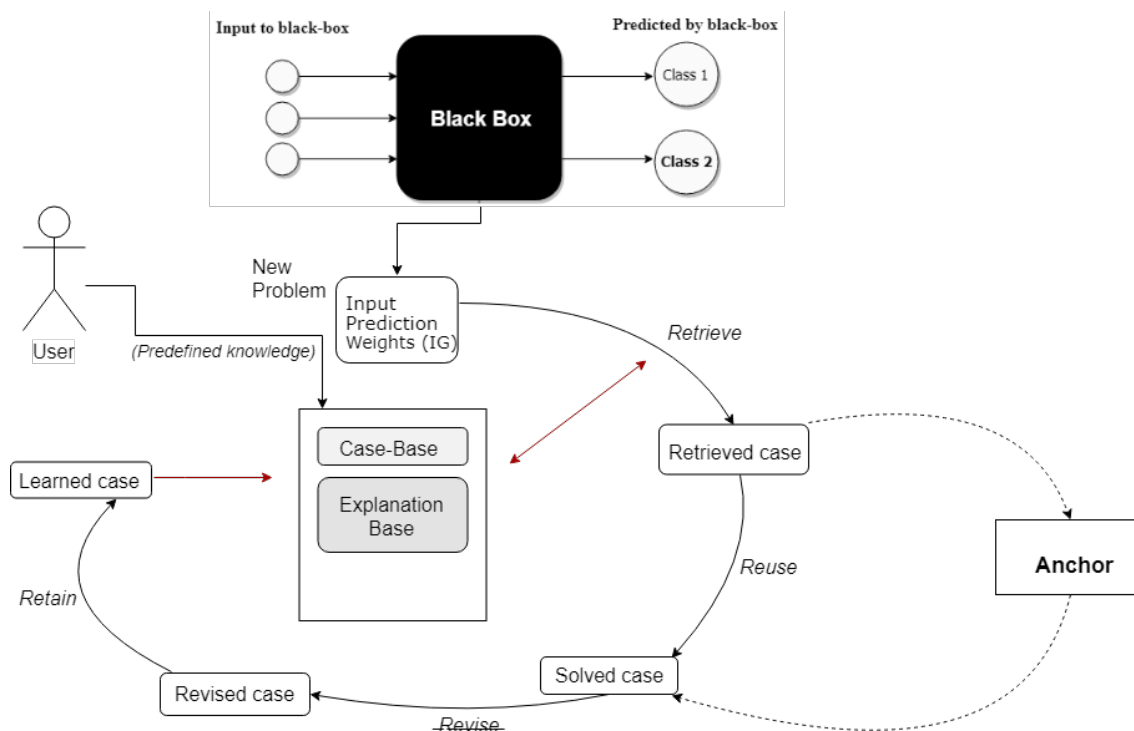 Input to black-box
Predicted by black-box
Class 1
Black Box
Class 2
New
Problem
Input
Prediction
Weights (IG)
Retrieve
User
(Predefined knowledge)
Case-Base
Retrieved case
Learned case
Explanation
Base
Anchor
Reuse
Retain
Solved case
Revised case
Revise